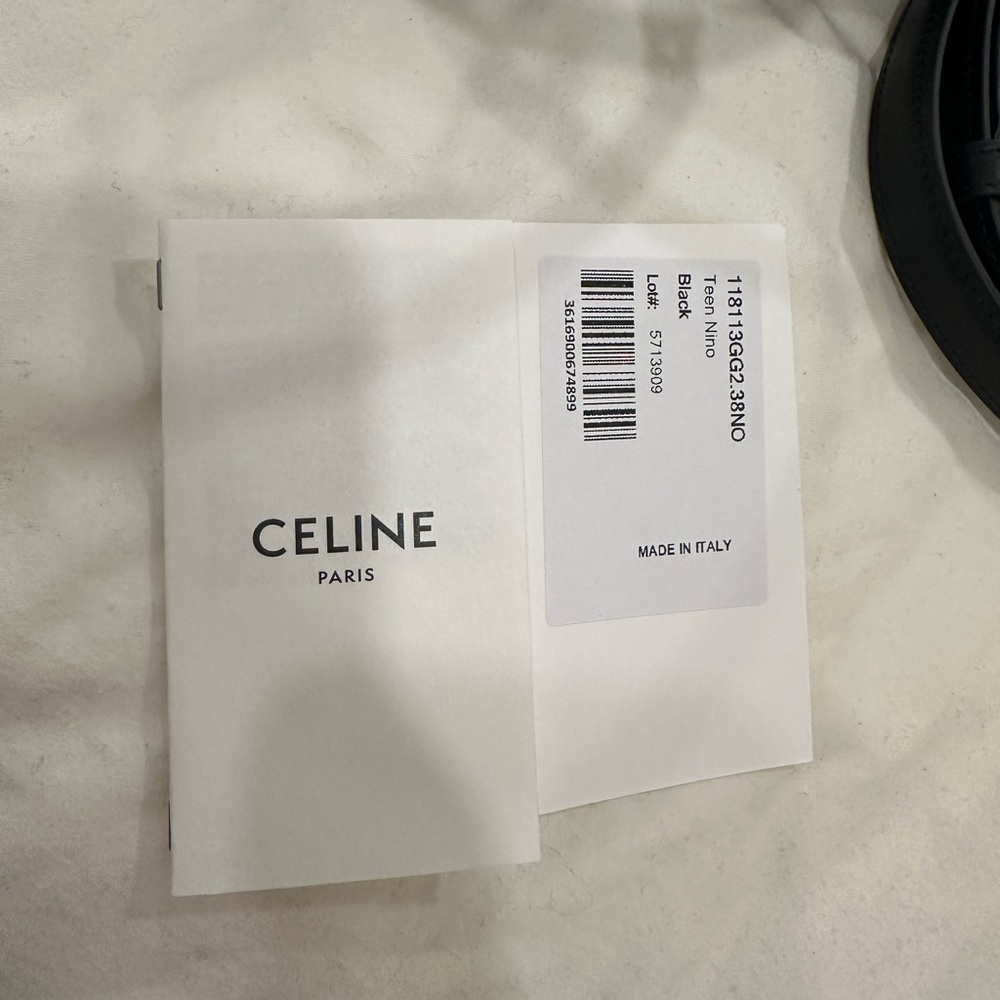 CELINE
PARIS
118113GG2.38NO
Teen Nino
Black
Lot#: 5713909
3616900674899
MADE IN ITALY